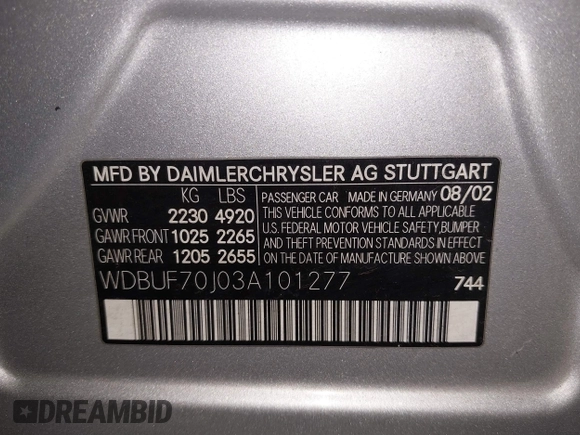 MFD BY DAIMLERCHRYSLER AG STUTTGART
KG LBS
GVWR 2230 4920
GAWR FRONT 1025 2265
GAWR REAR 1205 2655
PASSENGER CAR MADE IN GERMANY 08/02
THIS VEHICLE CONFORMS TO ALL APPLICABLE
U.S. FEDERAL MOTOR VEHICLE SAFETY,BUMPER
AND THEFT PREVENTION STANDARDS IN EFFECT
ON THE DATE OF MANUFACTURE SHOWN ABOVE.
WDBUF70J03A101277 744
DREAMBID